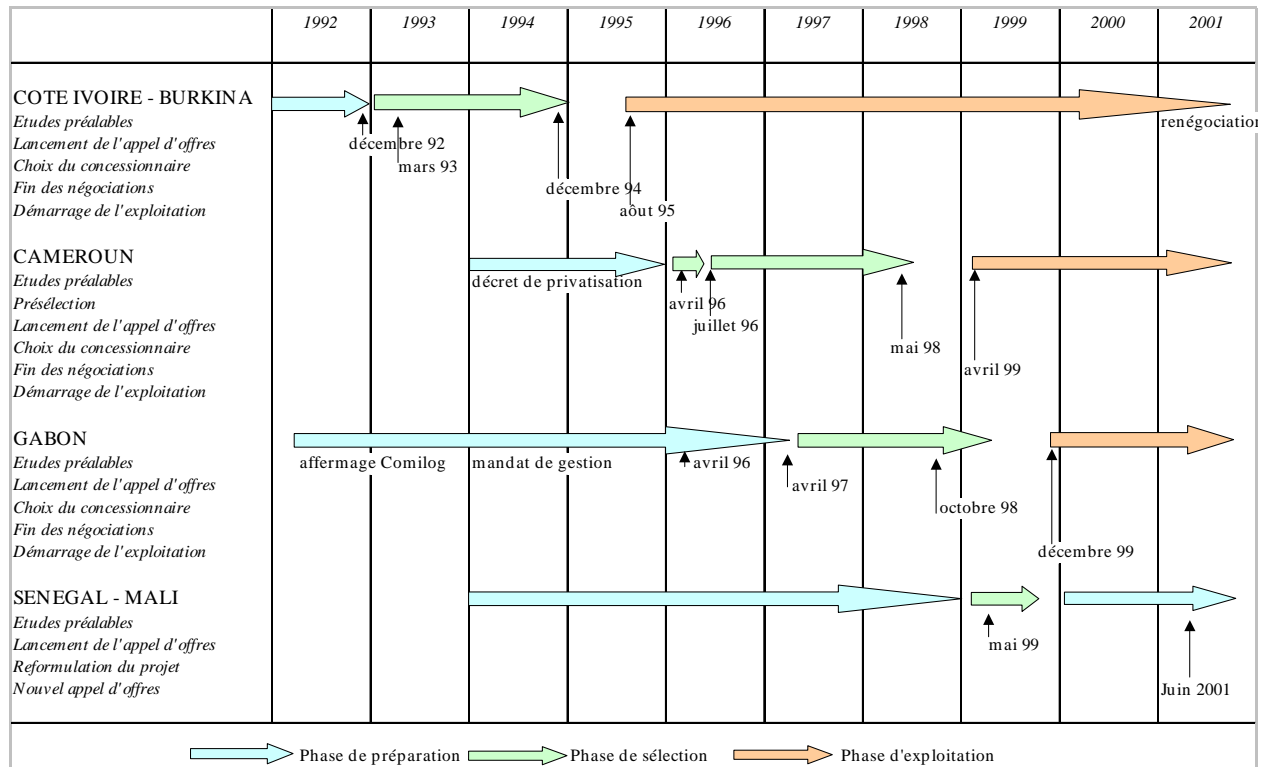 1992 1993 1994 1995 1996 1997 1998 1999 2000 2001
COTE IVOIRE - BURKINA
Etudes préalables
renégociation
Lancement de l'appel d'offres
décembre 92
Choix du concessionnaire
mars 93
Fin des négociations
décembre 94
Démarrage de l'exploitation
aôut 95
CAMEROUN
Etudes préalables
décret de privatisation
Présélection
avril 96
Lancement de l'appel d'offres
juillet 96
Choix du concessionnaire
mai 98
Fin des négociations
avril 99
Démarrage de l'exploitation
GABON
Etudes préalables
affermage Comilog
mandat de gestion
avril 96
Lancement de l'appel d'offres
avril 97
Choix du concessionnaire
octobre 98
Fin des négociations
Démarrage de l'exploitation
décembre 99
SENEGAL - MALI
Etudes préalables
Lancement de l'appel d'offres
mai 99
Reformulation du projet
Nouvel appel d'offres
Juin 2001
Phase de préparation
Phase de sélection
Phase d'exploitation